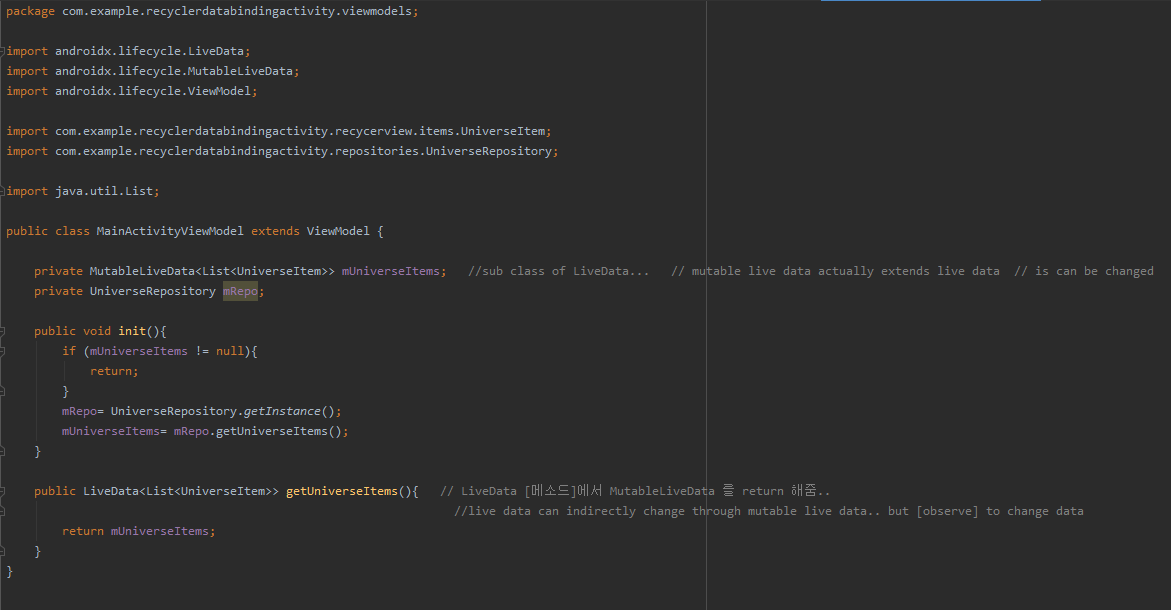 package com.example.recyclerdatabindingactivity.viewmodels;
import androidx.lifecycle.LiveData;
import androidx.lifecycle.MutableLiveData;
import androidx.lifecycle.ViewModel;
import com.example.recyclerdatabindingactivity.recycerview.items.UniverseItem;
import com.example.recyclerdatabindingactivity.repositories.UniverseRepository;
import java.util.List;
public class MainActivityViewModel extends ViewModel {
private MutableLiveData<List<UniverseItem>> mUniverseItems; //sub class of LiveData... // mutable live data actually extends live data // is can be changed
private UniverseRepository mRepo;
public void init(){
if (mUniverseItems != null){
return;
}
mRepo= UniverseRepository.getInstance();
mUniverseItems= mRepo.getUniverseItems();
}
public LiveData<List<UniverseItem>> getUniverseItems(){ // LiveData [메소드]에서 MutableLiveData 를 return 해줌..
//live data can indirectly change through mutable live data.. but [observe] to change data
return mUniverseItems;
}
}